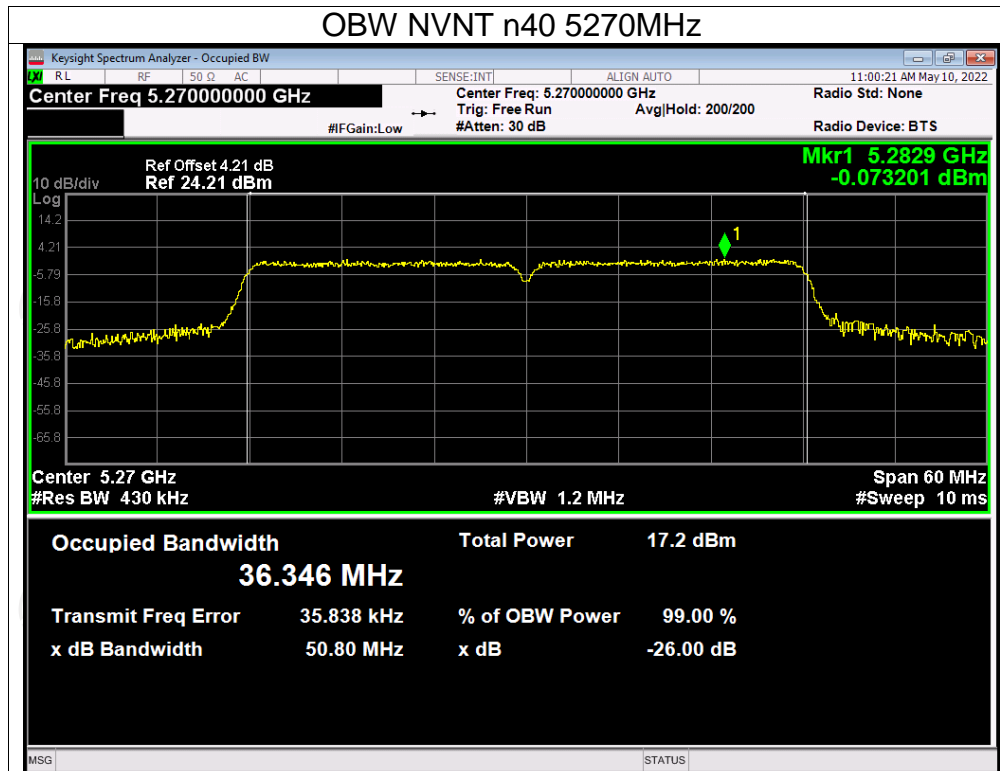 OBW NVNT n40 5270MHz
Keysight Spectrum Analyzer - Occupied BW
LXI RL RF 50 Ω AC SENSE:INT ALIGN AUTO 11:00:21 AM May 10, 2022
Center Freq 5.270000000 GHz Center Freq: 5.270000000 GHz Radio Std: None
Trig: Free Run Avg|Hold: 200/200
#IFGain:Low #Atten: 30 dB Radio Device: BTS
Ref Offset 4.21 dB Mkr1 5.2829 GHz
10 dB/div Ref 24.21 dBm -0.073201 dBm
Log
14.2
1
4.21
-5.79
-15.8
-25.8
-35.8
-45.8
-55.8
-65.8
Center 5.27 GHz Span 60 MHz
#Res BW 430 kHz #VBW 1.2 MHz #Sweep 10 ms
Occupied Bandwidth Total Power 17.2 dBm
36.346 MHz
Transmit Freq Error 35.838 kHz % of OBW Power 99.00 %
x dB Bandwidth 50.80 MHz x dB -26.00 dB
MSG STATUS